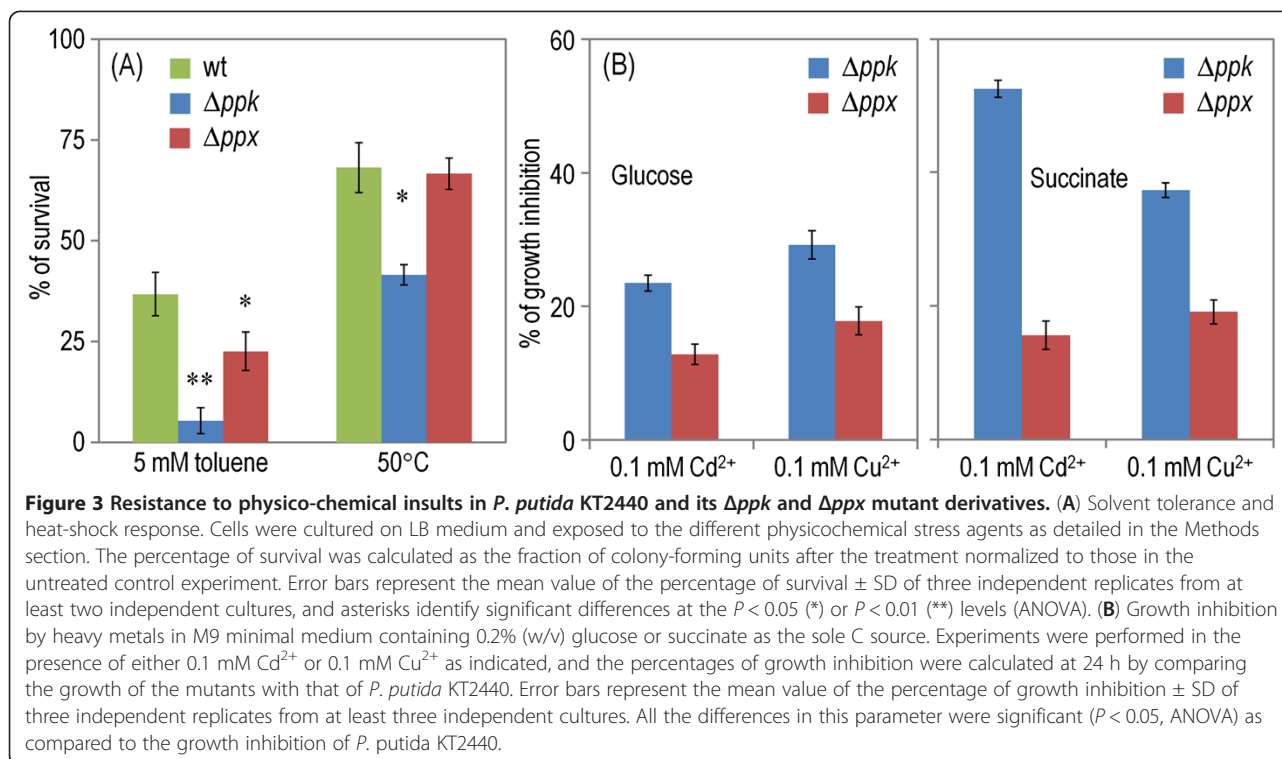 (A)
wt
Δppk
Δppx
% of survival
100
75
50
25
0
**
*
*
5 mM toluene
50°C
(B)
Δppk
Δppx
Glucose
% of growth inhibition
60
40
20
0
0.1 mM Cd²⁺
0.1 mM Cu²⁺
Δppk
Δppx
Succinate
0.1 mM Cd²⁺
0.1 mM Cu²⁺
Figure 3 Resistance to physico-chemical insults in P. putida KT2440 and its Δppk and Δppx mutant derivatives. (A) Solvent tolerance and
heat-shock response. Cells were cultured on LB medium and exposed to the different physicochemical stress agents as detailed in the Methods
section. The percentage of survival was calculated as the fraction of colony-forming units after the treatment normalized to those in the
untreated control experiment. Error bars represent the mean value of the percentage of survival ± SD of three independent replicates from at
least two independent cultures, and asterisks identify significant differences at the P < 0.05 (*) or P < 0.01 (**) levels (ANOVA). (B) Growth inhibition
by heavy metals in M9 minimal medium containing 0.2% (w/v) glucose or succinate as the sole C source. Experiments were performed in the
presence of either 0.1 mM Cd²⁺ or 0.1 mM Cu²⁺ as indicated, and the percentages of growth inhibition were calculated at 24 h by comparing
the growth of the mutants with that of P. putida KT2440. Error bars represent the mean value of the percentage of growth inhibition ± SD of
three independent replicates from at least three independent cultures. All the differences in this parameter were significant (P < 0.05, ANOVA) as
compared to the growth inhibition of P. putida KT2440.